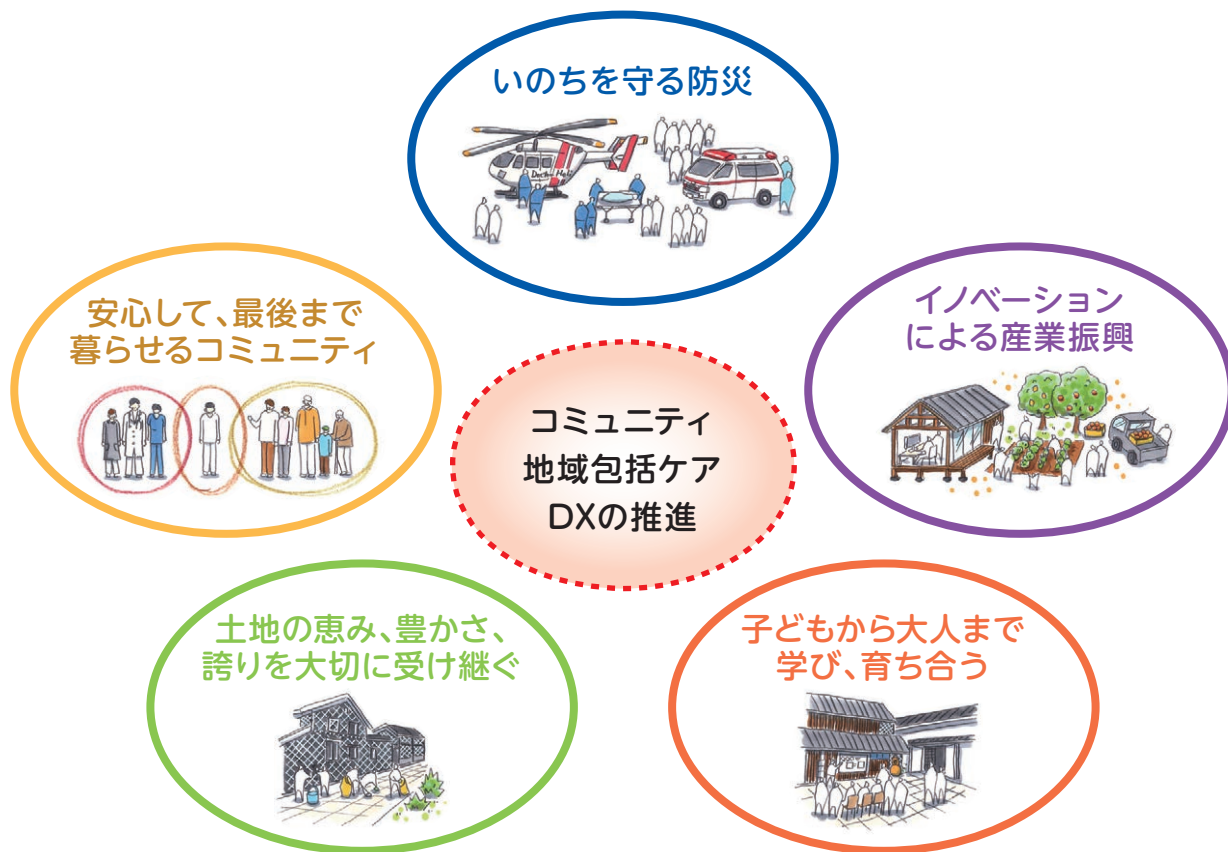 いのちを守る防災
Doctor Heli
安心して、最後まで
暮らせるコミュニティ
イノベーション
による産業振興
コミュニティ
地域包括ケア
DXの推進
土地の恵み、豊かさ、
誇りを大切に受け継ぐ
子どもから大人まで
学び、育ち合う